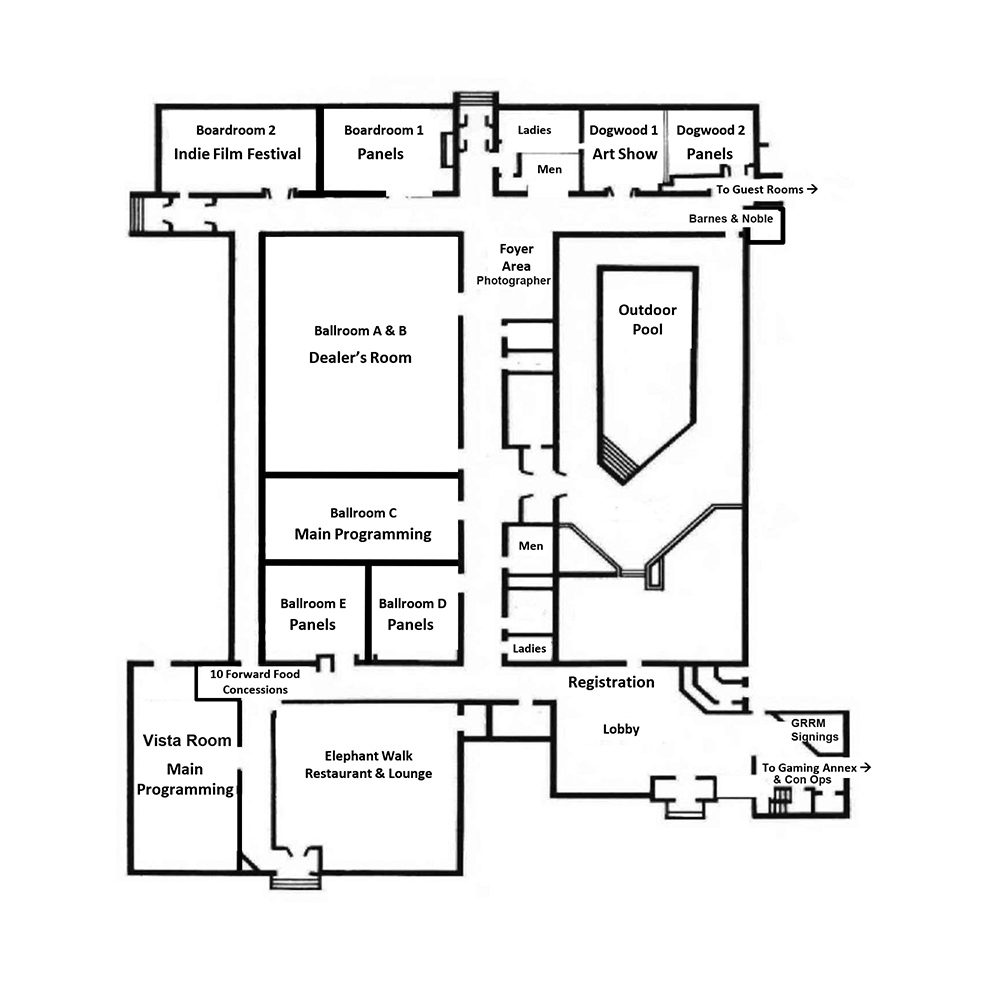 Boardroom 2
Indie Film Festival
Boardroom 1
Panels
Ladies
Men
Dogwood 1
Art Show
Dogwood 2
Panels
To Guest Rooms →
Barnes & Noble
Foyer
Area
Photographer
Outdoor
Pool
Ballroom A & B
Dealer's Room
Ballroom C
Main Programming
Men
Ballroom E
Panels
Ballroom D
Panels
Ladies
10 Forward Food
Concessions
Registration
Lobby
GRRM
Signings
Vista Room
Main
Programming
Elephant Walk
Restaurant & Lounge
To Gaming Annex →
& Con Ops